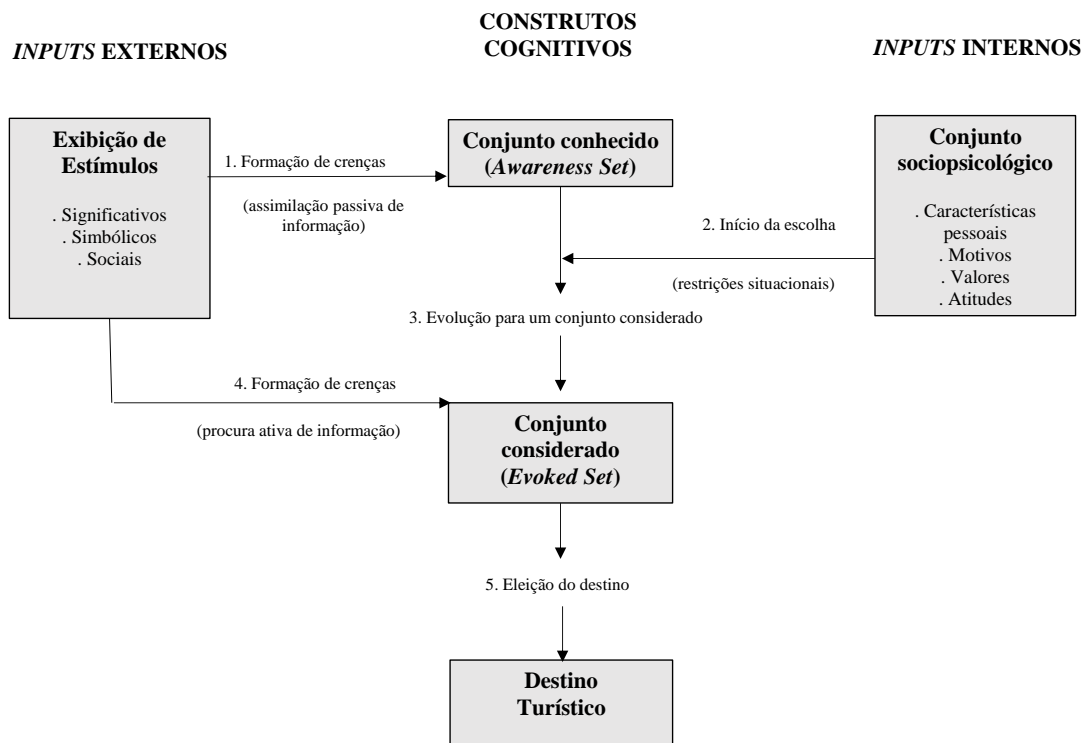 CONSTRUTOS
COGNITIVOS
INPUTS EXTERNOS
INPUTS INTERNOS
Exibição de
Estímulos
. Significativos
. Simbólicos
. Sociais
1. Formação de crenças
(assimilação passiva de
informação)
Conjunto conhecido
(Awareness Set)
Conjunto
sociopsicológico
. Características
pessoais
. Motivos
. Valores
. Atitudes
2. Início da escolha
(restrições situacionais)
3. Evolução para um conjunto considerado
4. Formação de crenças
(procura ativa de informação)
Conjunto
considerado
(Evoked Set)
5. Eleição do destino
Destino
Turístico